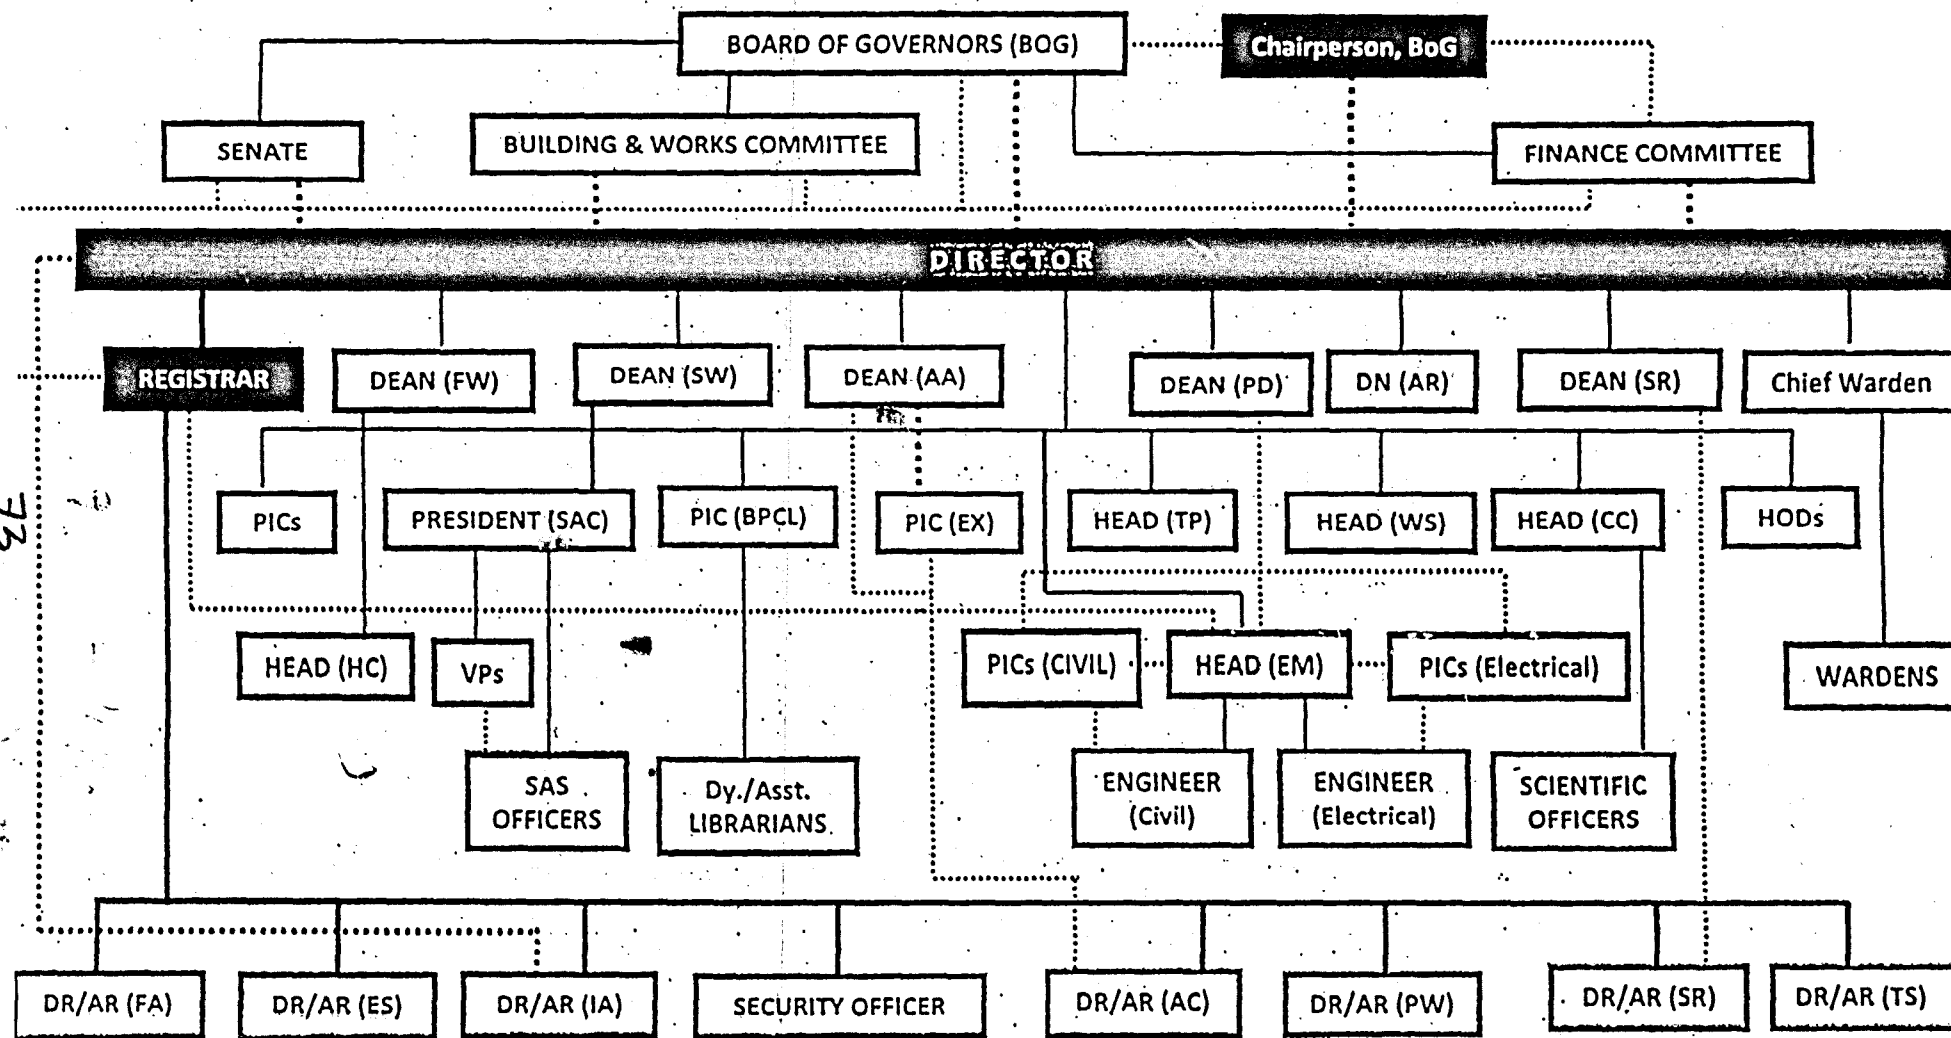 BOARD OF GOVERNORS (BOG)
Chairperson, BoG
SENATE
BUILDING & WORKS COMMITTEE
FINANCE COMMITTEE
DIRECTOR
REGISTRAR
DEAN (FW)
DEAN (SW)
DEAN (AA)
DEAN (PD)
DN (AR)
DEAN (SR)
Chief Warden
PICs
PRESIDENT (SAC)
PIC (BPCL)
PIC (EX)
HEAD (TP)
HEAD (WS)
HEAD (CC)
HODs
73
HEAD (HC)
VPs
PICs (CIVIL)
HEAD (EM)
PICs (Electrical)
WARDENS
SAS
OFFICERS
Dy./Asst.
LIBRARIANS
ENGINEER
(Civil)
ENGINEER
(Electrical)
SCIENTIFIC
OFFICERS
DR/AR (FA)
DR/AR (ES)
DR/AR (IA)
SECURITY OFFICER
DR/AR (AC)
DR/AR (PW)
DR/AR (SR)
DR/AR (TS)